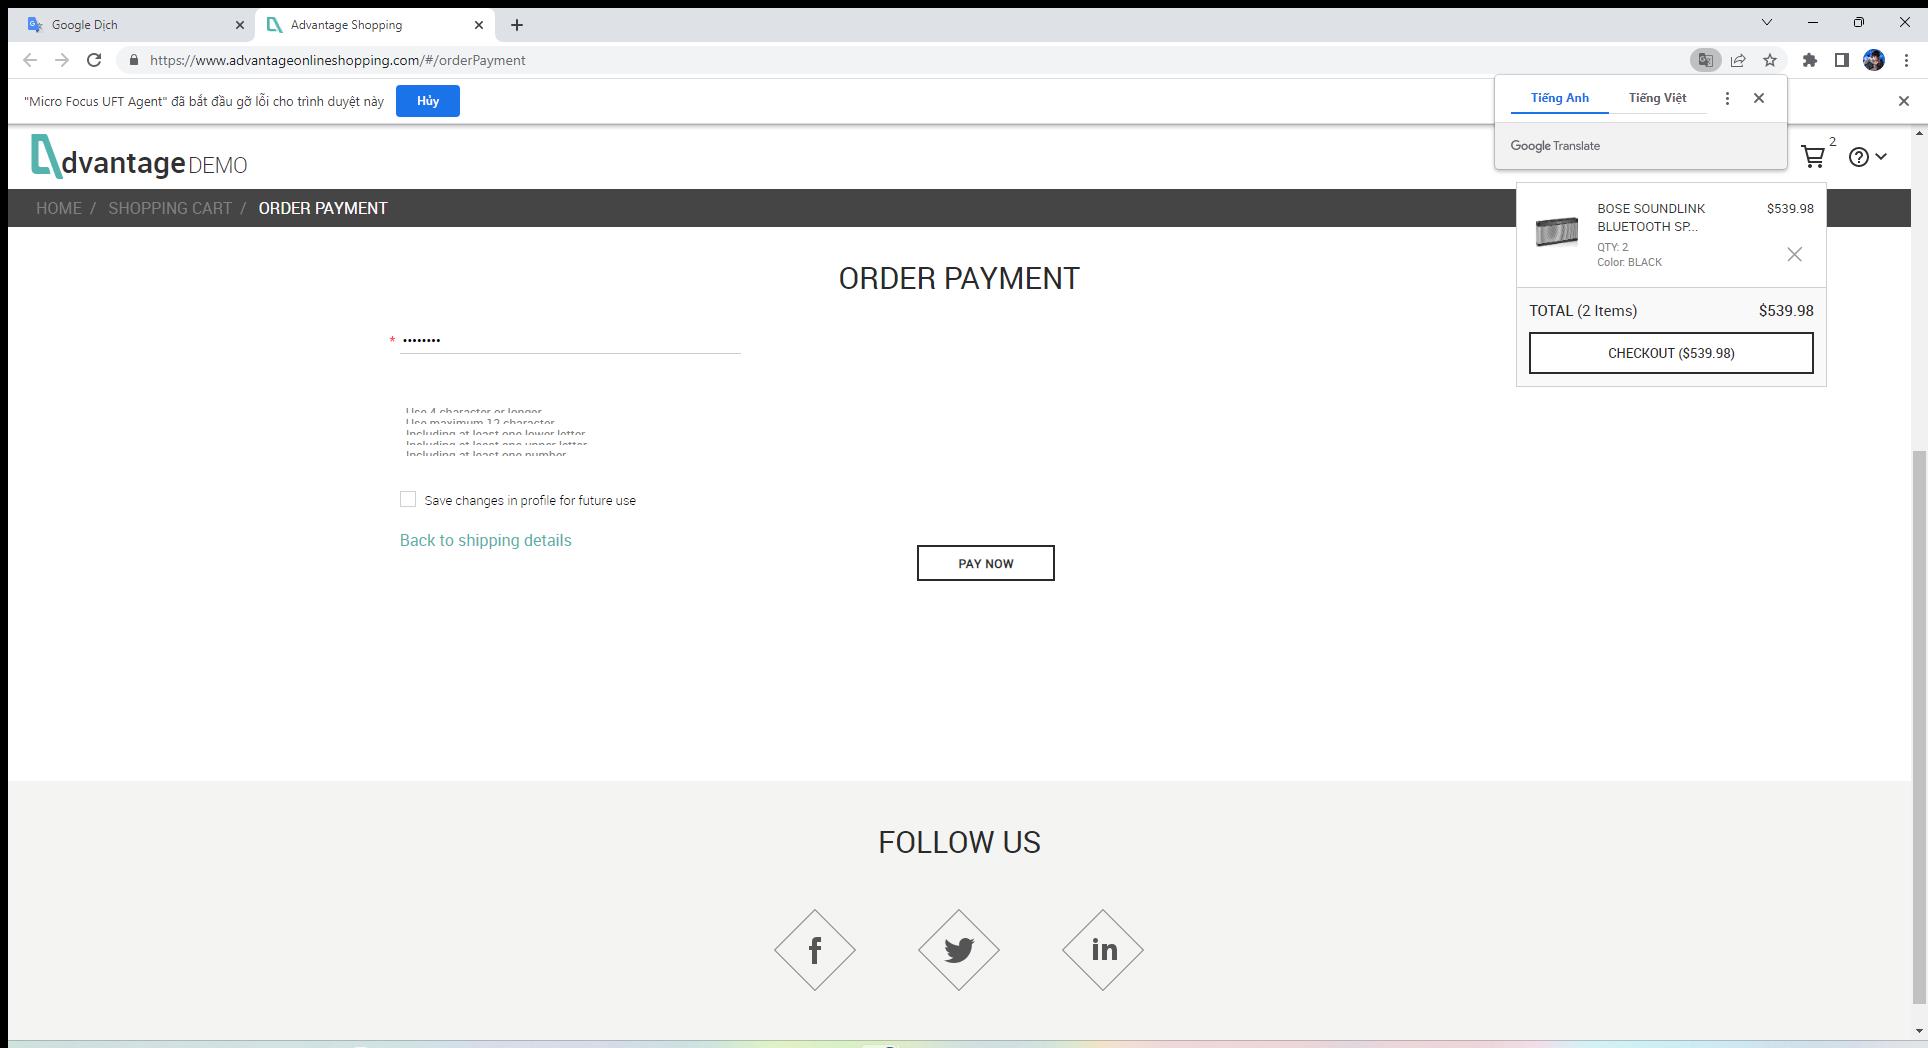 Google Dịch
Advantage Shopping
https://www.advantageonlineshopping.com/#/orderPayment
"Micro Focus UFT Agent" đã bắt đầu gỡ lỗi cho trình duyệt này
Hủy
Tiếng Anh
Tiếng Việt
Google Translate
dvantage DEMO
2
HOME / SHOPPING CART / ORDER PAYMENT
BOSE SOUNDLINK $539.98
BLUETOOTH SP...
QTY: 2
Color: BLACK
TOTAL (2 Items) $539.98
CHECKOUT ($539.98)
ORDER PAYMENT
* ••••••••
Use 4 character or longer
Use maximum 12 character
Including at least one lower letter
Including at least one upper letter
Including at least one number
Save changes in profile for future use
Back to shipping details
PAY NOW
FOLLOW US
f
in